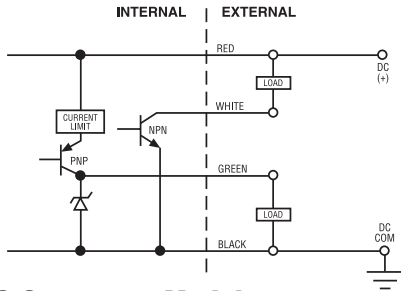 INTERNAL EXTERNAL
RED
DC
(+)
LOAD
WHITE
CURRENT
LIMIT
NPN
PNP
GREEN
LOAD
DC
COM
BLACK